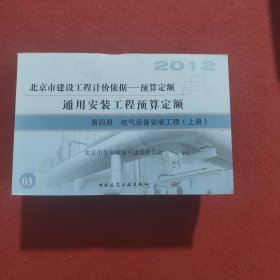 2012
北京市建设工程计价依据——预算定额
通用安装工程预算定额
第四册 电气设备安装工程（上册）
北京市住房和城乡建设委员会
03
中国建筑工业出版社